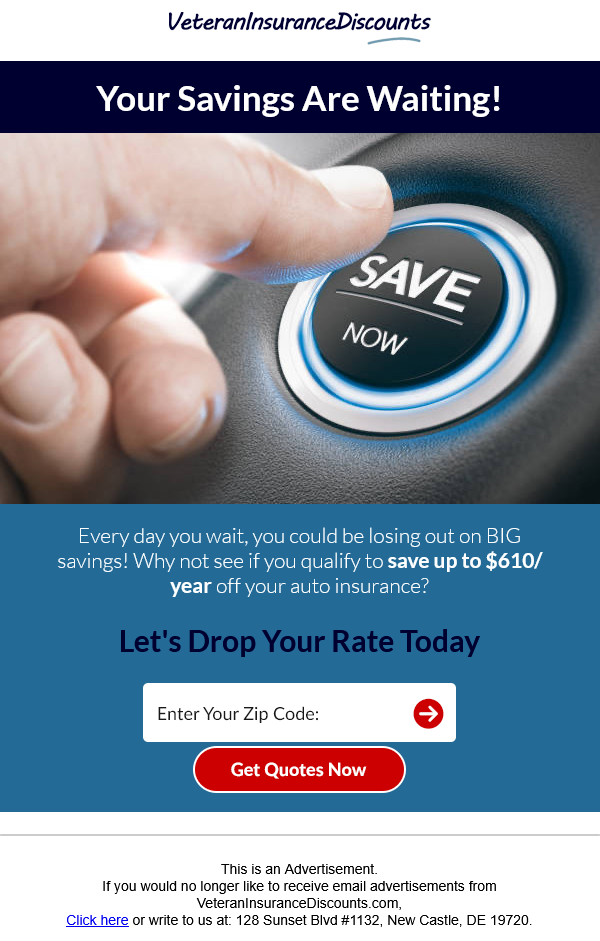 VeteranInsuranceDiscounts
Your Savings Are Waiting!
SAVE
NOW
Every day you wait, you could be losing out on BIG
savings! Why not see if you qualify to save up to $610/
year off your auto insurance?
Let's Drop Your Rate Today
Enter Your Zip Code:
Get Quotes Now
This is an Advertisement.
If you would no longer like to receive email advertisements from
VeteranInsuranceDiscounts.com,
Click here or write to us at: 128 Sunset Blvd #1132, New Castle, DE 19720.